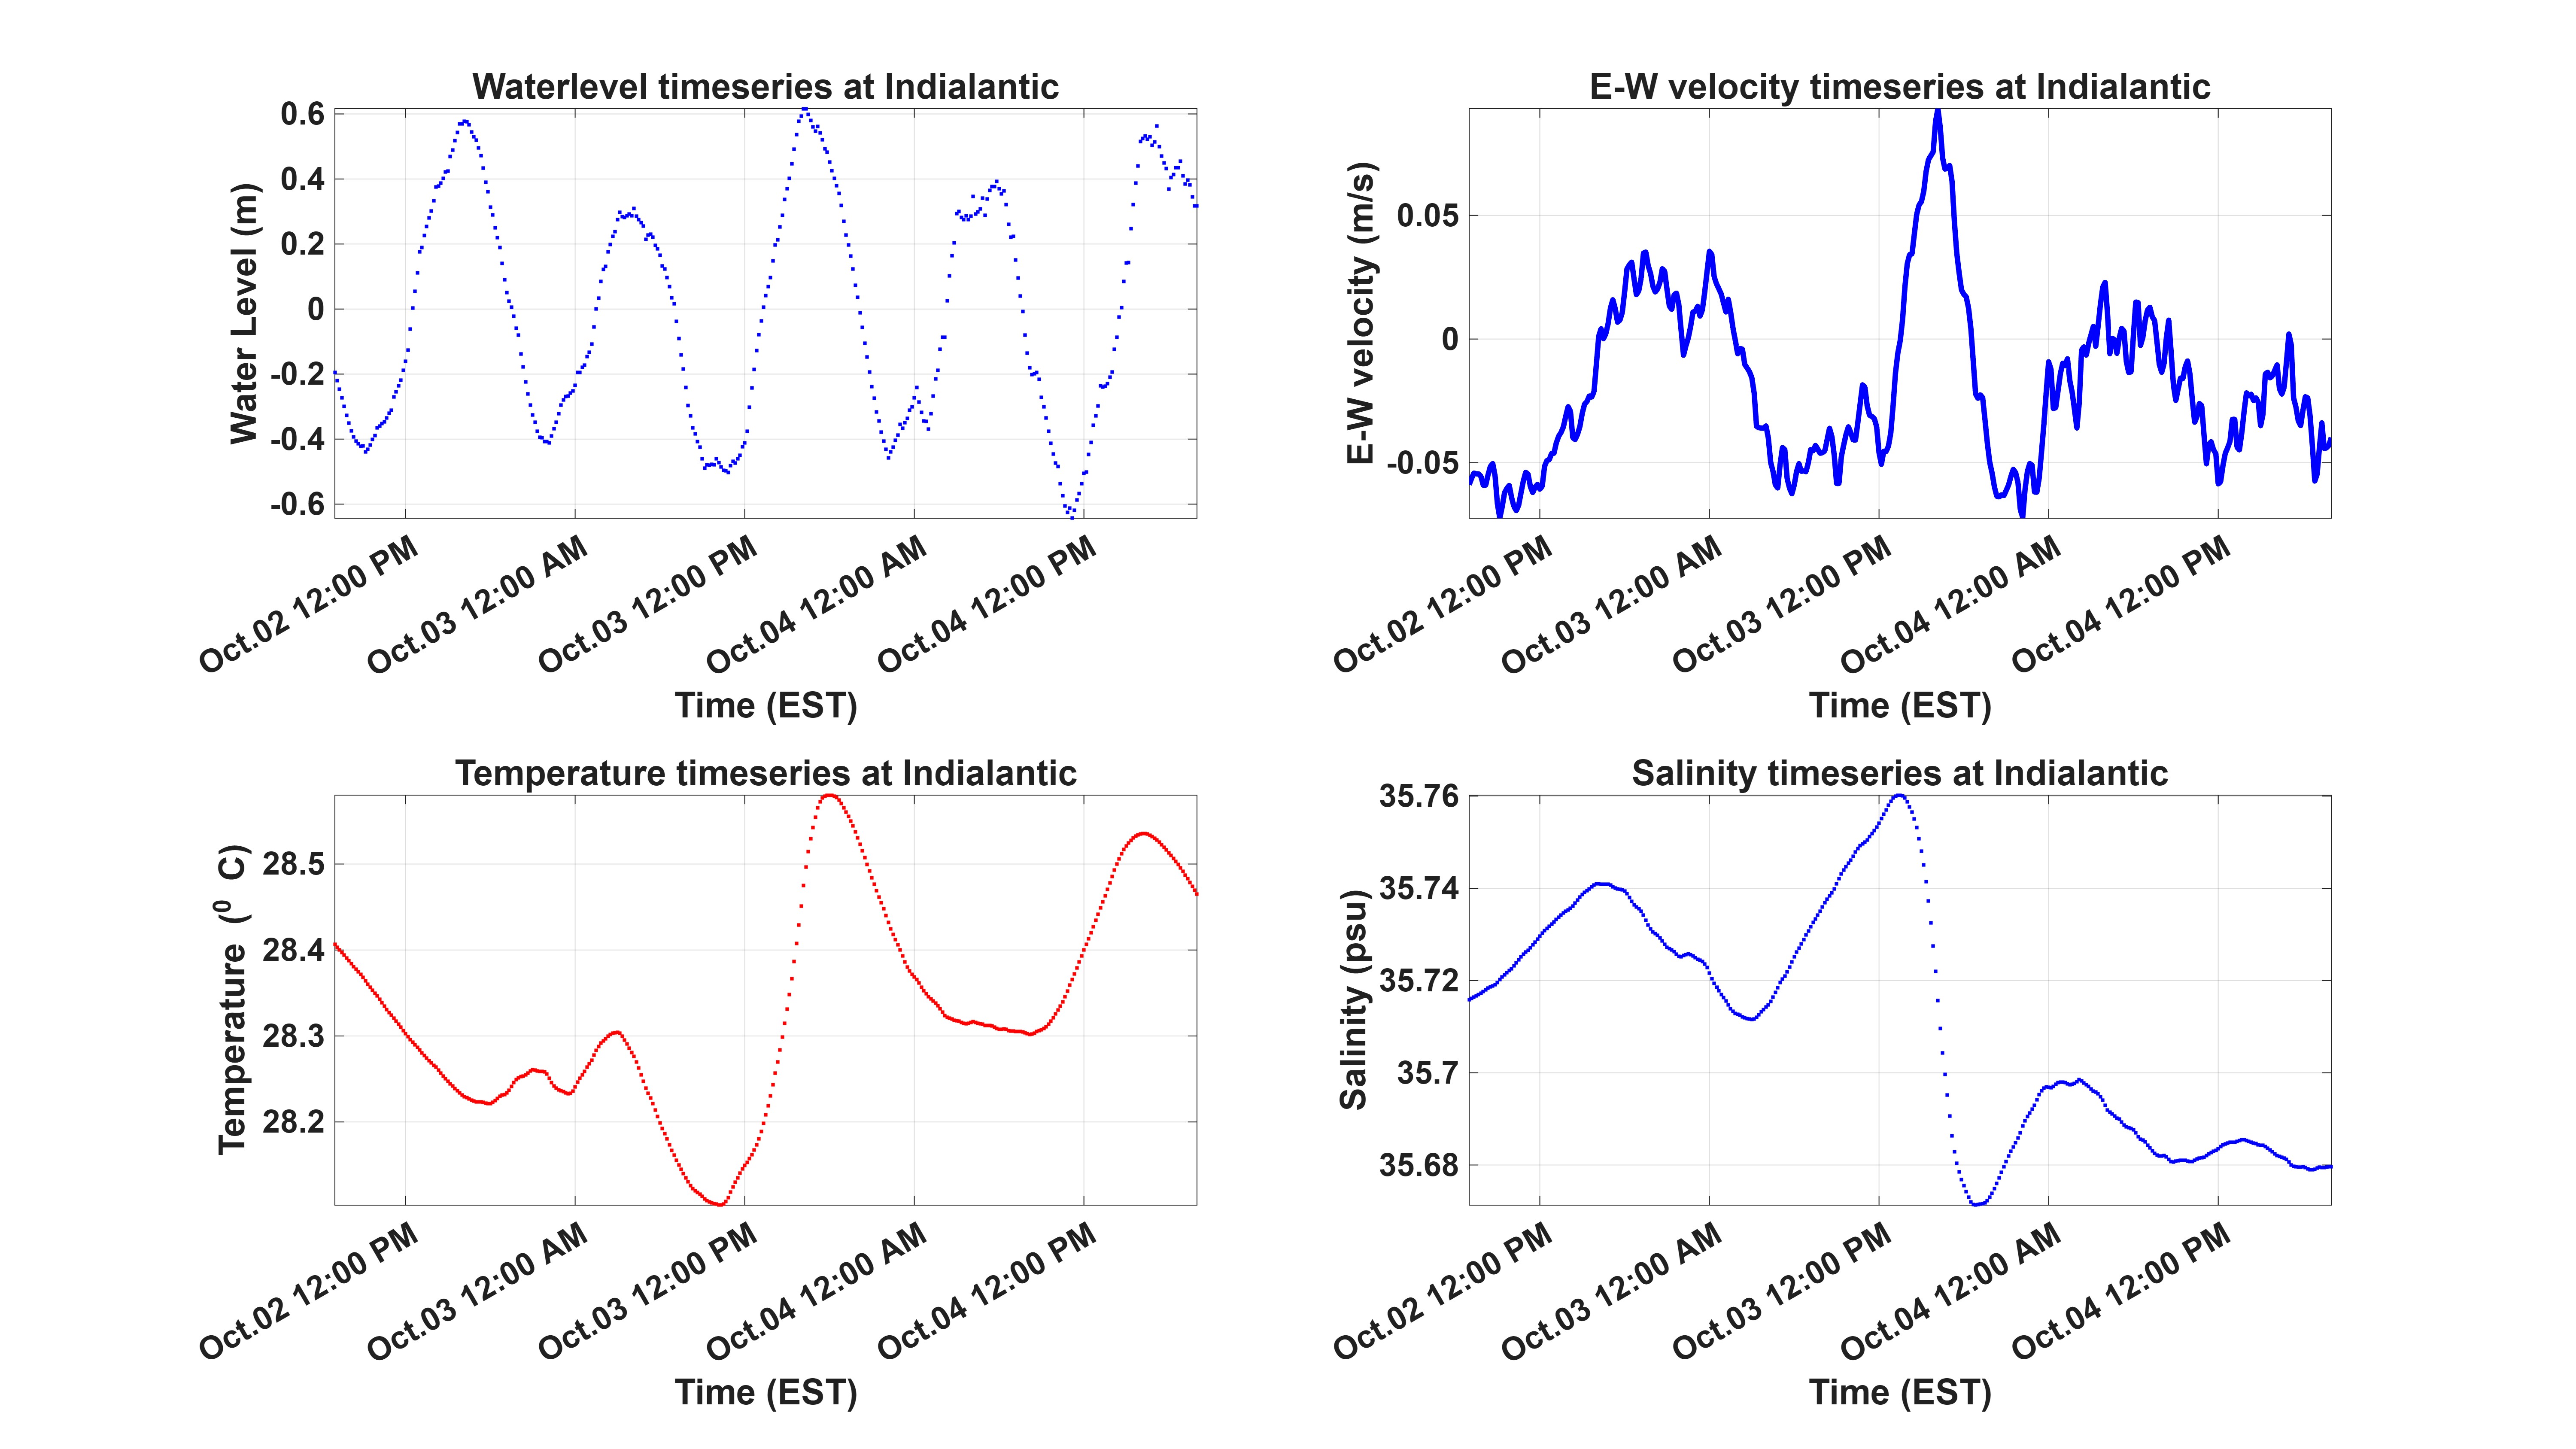 Waterlevel timeseries at Indialantic
Water Level (m)
0.6
0.4
0.2
0
-0.2
-0.4
-0.6
Oct.02 12:00 PM
Oct.03 12:00 AM
Oct.03 12:00 PM
Oct.04 12:00 AM
Oct.04 12:00 PM
Time (EST)
E-W velocity timeseries at Indialantic
E-W velocity (m/s)
0.05
0
-0.05
Oct.02 12:00 PM
Oct.03 12:00 AM
Oct.03 12:00 PM
Oct.04 12:00 AM
Oct.04 12:00 PM
Time (EST)
Temperature timeseries at Indialantic
Temperature (⁰ C)
28.5
28.4
28.3
28.2
Oct.02 12:00 PM
Oct.03 12:00 AM
Oct.03 12:00 PM
Oct.04 12:00 AM
Oct.04 12:00 PM
Time (EST)
Salinity timeseries at Indialantic
Salinity (psu)
35.76
35.74
35.72
35.7
35.68
Oct.02 12:00 PM
Oct.03 12:00 AM
Oct.03 12:00 PM
Oct.04 12:00 AM
Oct.04 12:00 PM
Time (EST)